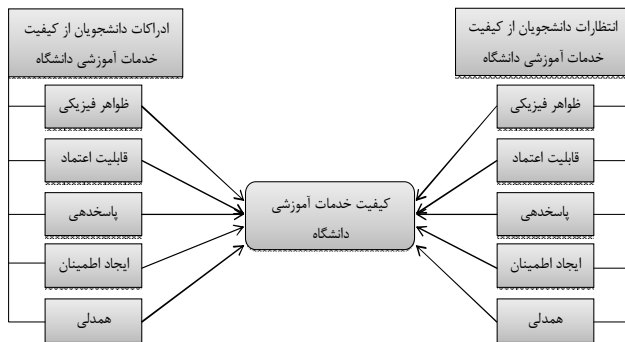 انتظارات دانشجویان از کیفیت
خدمات آموزشی دانشگاه
ظواهر فیزیکی
قابلیت اعتماد
پاسخدهی
ایجاد اطمینان
همدلی
کیفیت خدمات آموزشی
دانشگاه
ادراکات دانشجویان از کیفیت
خدمات آموزشی دانشگاه
ظواهر فیزیکی
قابلیت اعتماد
پاسخدهی
ایجاد اطمینان
همدلی